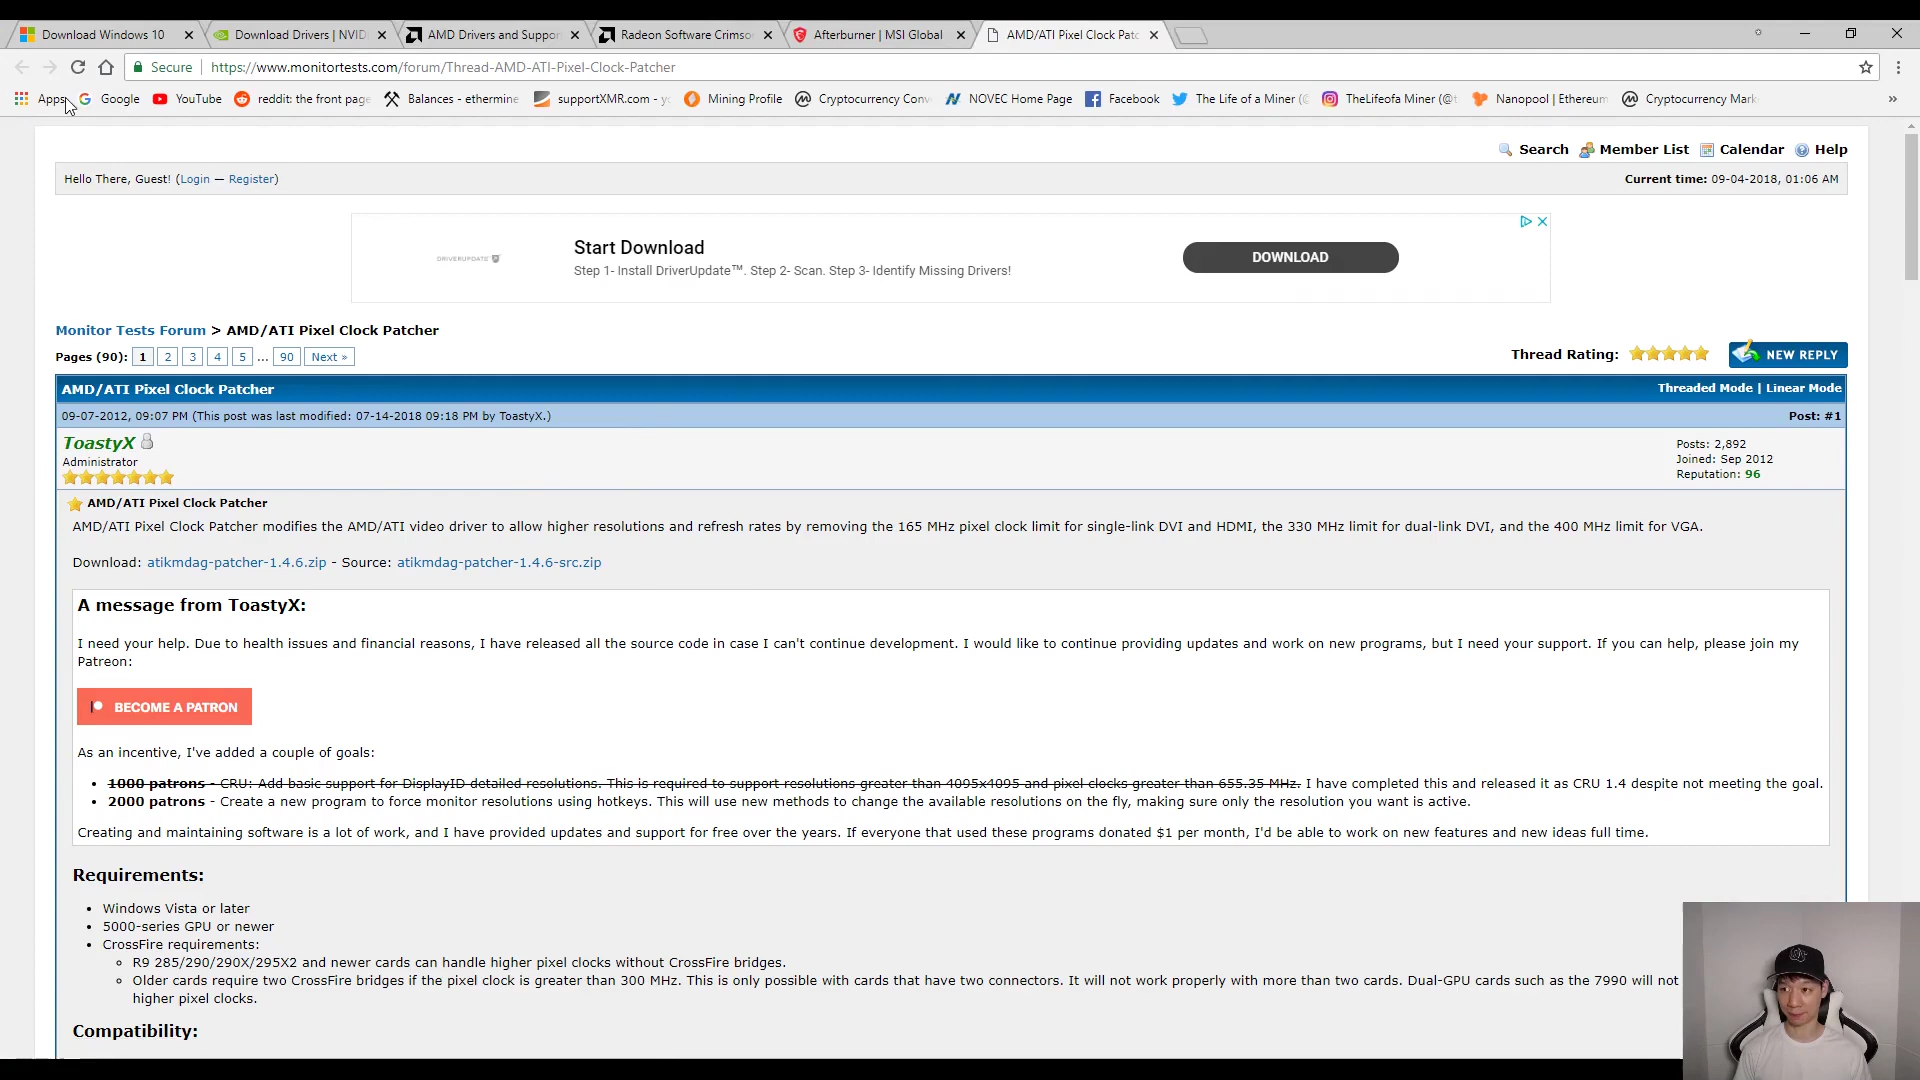 Download Windows 10
Download Drivers | NVID
AMD Drivers and Suppor
Radeon Software Crimso
Afterburner | MSI Global
AMD/ATI Pixel Clock Patc
Secure
https://www.monitortests.com/forum/Thread-AMD-ATI-Pixel-Clock-Patcher
Apps
Google
YouTube
reddit: the front page
Balances - ethermine
supportXMR.com - yo
Mining Profile
Cryptocurrency Conv
NOVEC Home Page
Facebook
The Life of a Miner (@
TheLifeofa Miner (@t
Nanopool | Ethereum
Cryptocurrency Mark
»
Search
Member List
Calendar
Help
Hello There, Guest! (Login — Register)
Current time: 09-04-2018, 01:06 AM
DRIVERUPDATE
Start Download
Step 1- Install DriverUpdate™. Step 2- Scan. Step 3- Identify Missing Drivers!
DOWNLOAD
Monitor Tests Forum > AMD/ATI Pixel Clock Patcher
Pages (90): 1 2 3 4 5 ... 90 Next »
Thread Rating:
NEW REPLY
AMD/ATI Pixel Clock Patcher
Threaded Mode | Linear Mode
09-07-2012, 09:07 PM (This post was last modified: 07-14-2018 09:18 PM by ToastyX.)
Post: #1
ToastyX
Administrator
Posts: 2,892
Joined: Sep 2012
Reputation: 96
AMD/ATI Pixel Clock Patcher
AMD/ATI Pixel Clock Patcher modifies the AMD/ATI video driver to allow higher resolutions and refresh rates by removing the 165 MHz pixel clock limit for single-link DVI and HDMI, the 330 MHz limit for dual-link DVI, and the 400 MHz limit for VGA.
Download: atikmdag-patcher-1.4.6.zip - Source: atikmdag-patcher-1.4.6-src.zip
A message from ToastyX:
I need your help. Due to health issues and financial reasons, I have released all the source code in case I can't continue development. I would like to continue providing updates and work on new programs, but I need your support. If you can help, please join my
Patreon:
BECOME A PATRON
As an incentive, I've added a couple of goals:
• 1000 patrons - CRU: Add basic support for DisplayID detailed resolutions. This is required to support resolutions greater than 4095x4095 and pixel clocks greater than 655.35 MHz. I have completed this and released it as CRU 1.4 despite not meeting the goal.
• 2000 patrons - Create a new program to force monitor resolutions using hotkeys. This will use new methods to change the available resolutions on the fly, making sure only the resolution you want is active.
Creating and maintaining software is a lot of work, and I have provided updates and support for free over the years. If everyone that used these programs donated $1 per month, I'd be able to work on new features and new ideas full time.
Requirements:
• Windows Vista or later
• 5000-series GPU or newer
• CrossFire requirements:
R9 285/290/290X/295X2 and newer cards can handle higher pixel clocks without CrossFire bridges.
Older cards require two CrossFire bridges if the pixel clock is greater than 300 MHz. This is only possible with cards that have two connectors. It will not work properly with more than two cards. Dual-GPU cards such as the 7990 will not
higher pixel clocks.
Compatibility: